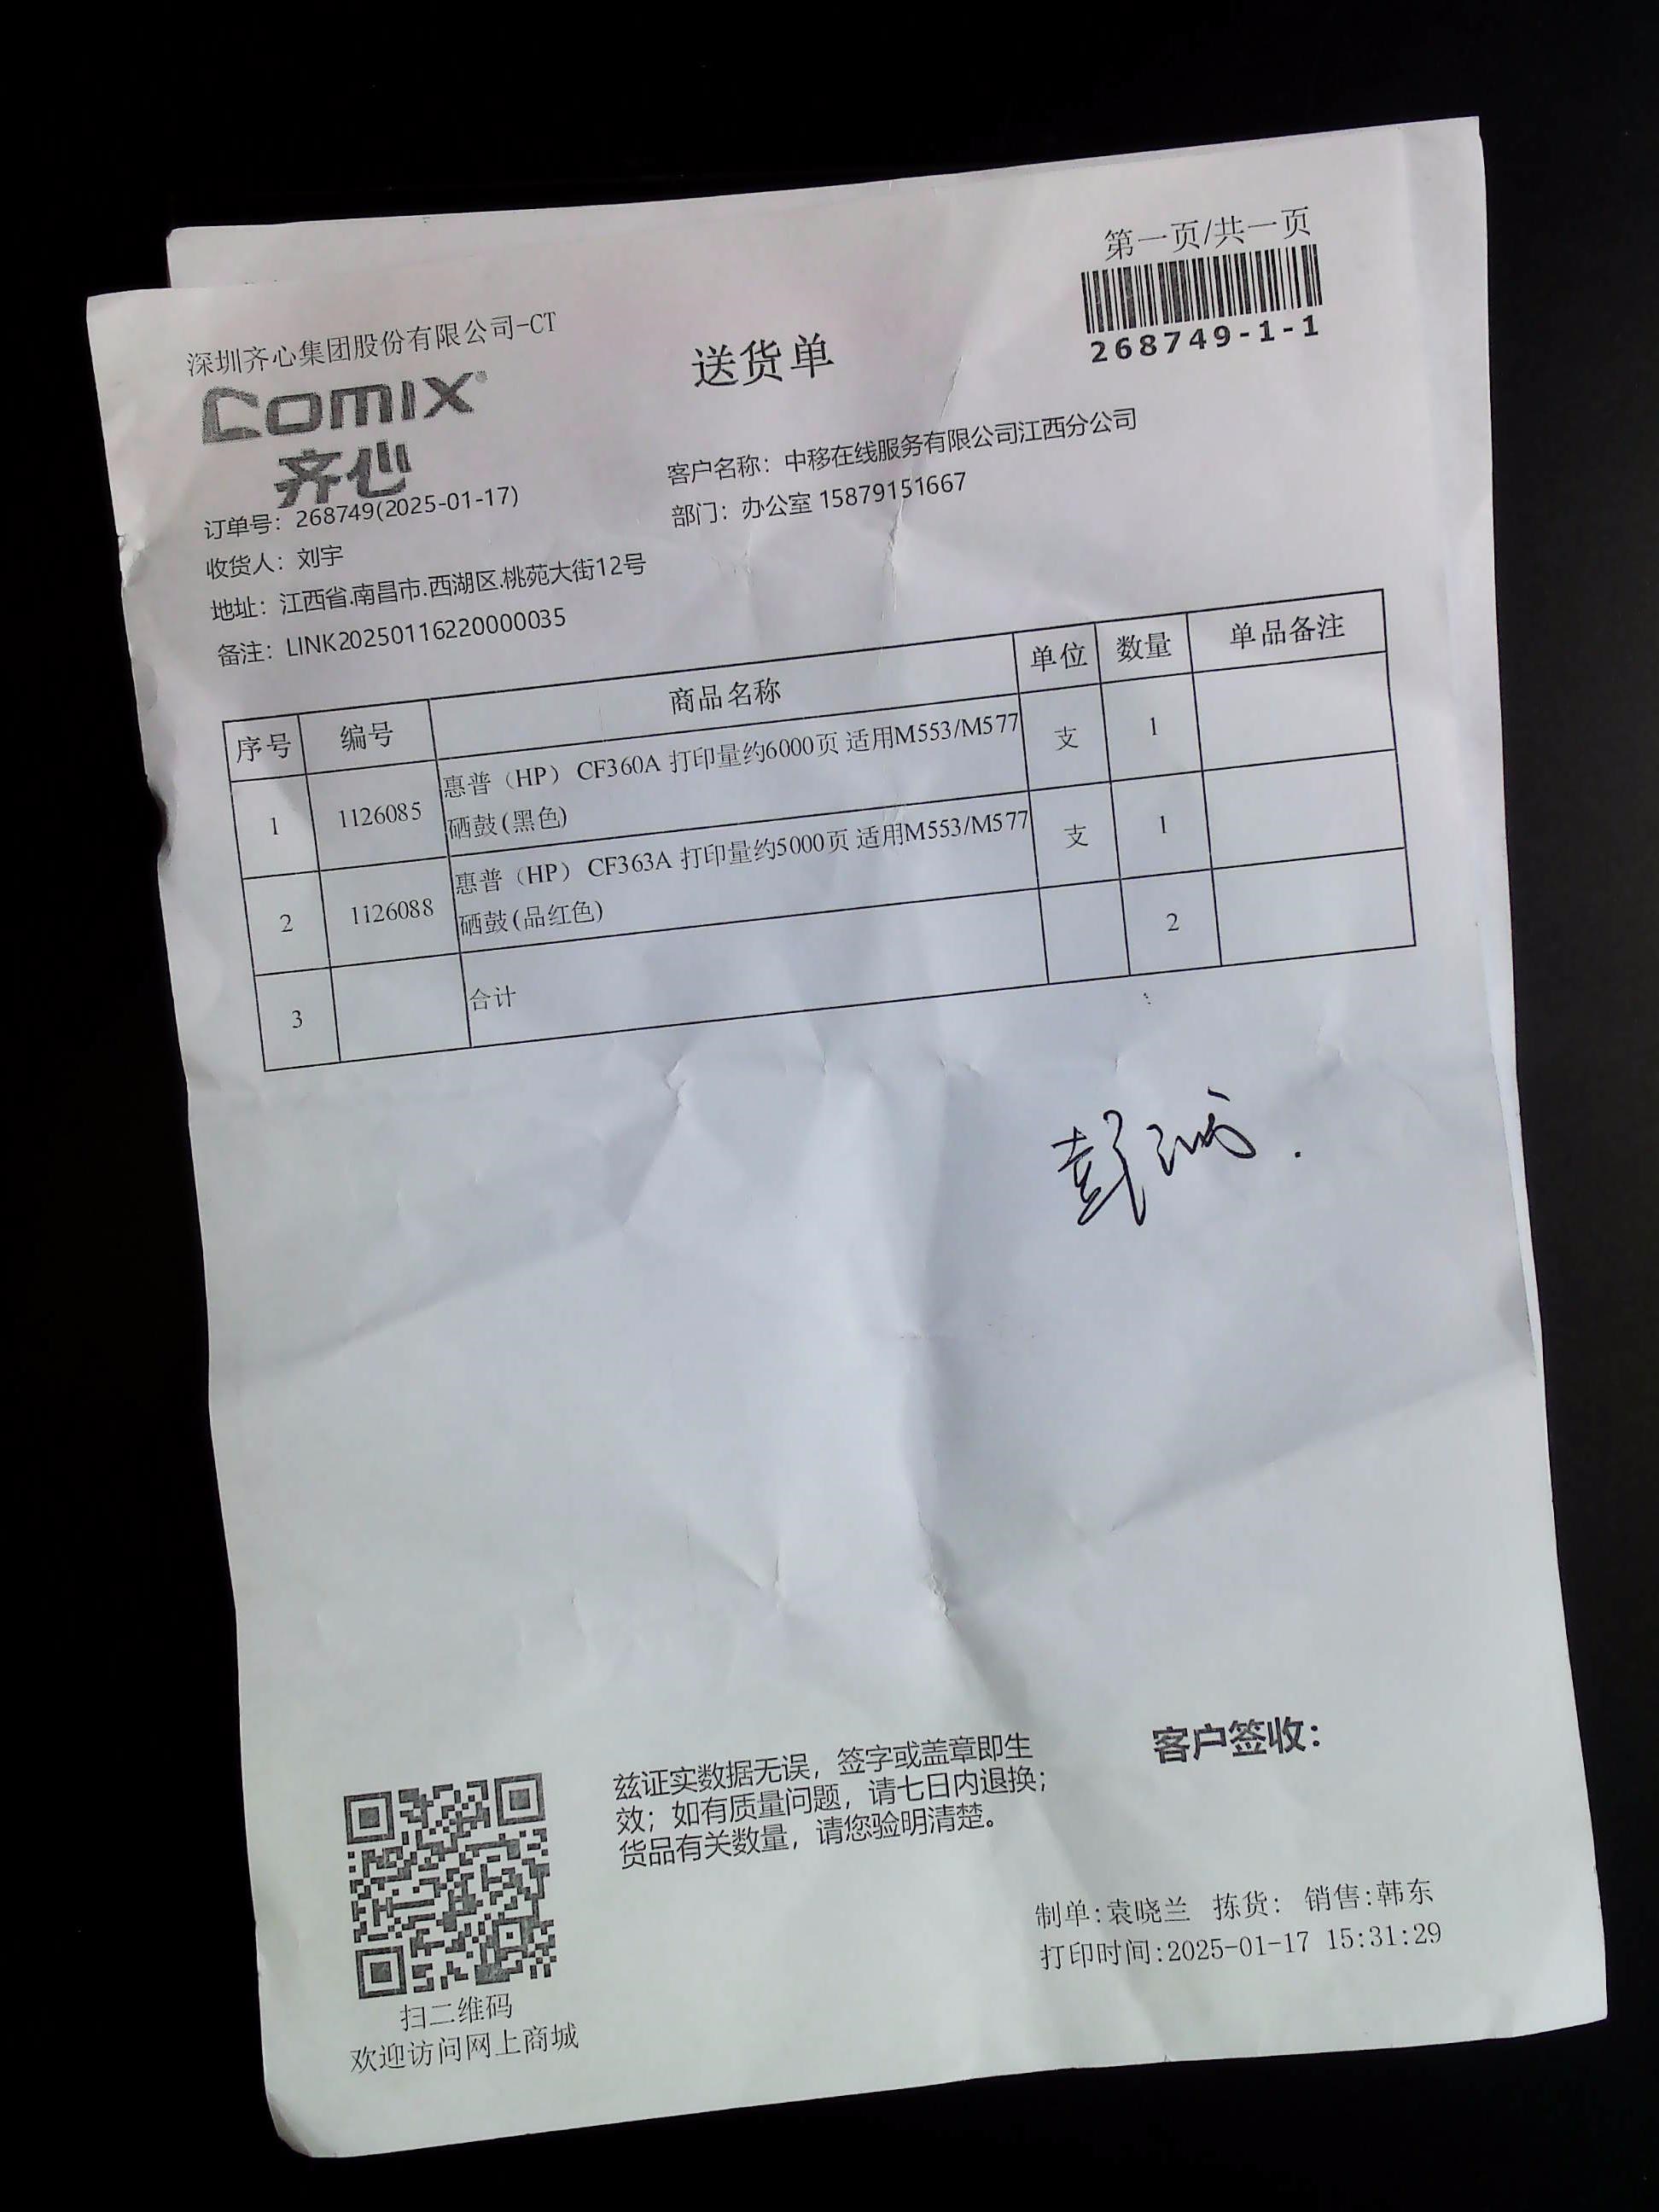 第一页/共一页
268749-1-1
深圳齐心集团股份有限公司-CT
comix
齐心
送货单
订单号：268749(2025-01-17)
客户名称：中移在线服务有限公司江西分公司
收货人：刘宇
部门：办公室 15879151667
地址：江西省.南昌市.西湖区.桃苑大街12号
备注：LINK20250116220000035
序号 编号 商品名称 单位 数量 单品备注
1 1126085 惠普（HP） CF360A 打印量约6000页 适用M553/M577 支 1
硒鼓(黑色)
2 1126088 惠普（HP） CF363A 打印量约5000页 适用M553/M577 支 1
硒鼓(品红色)
3 合计 2
彭
客户签收：
兹证实数据无误，签字或盖章即生
效；如有质量问题，请七日内退换；
货品有关数量，请您验明清楚。
制单:袁晓兰 拣货: 销售:韩东
打印时间:2025-01-17 15:31:29
扫二维码
欢迎访问网上商城